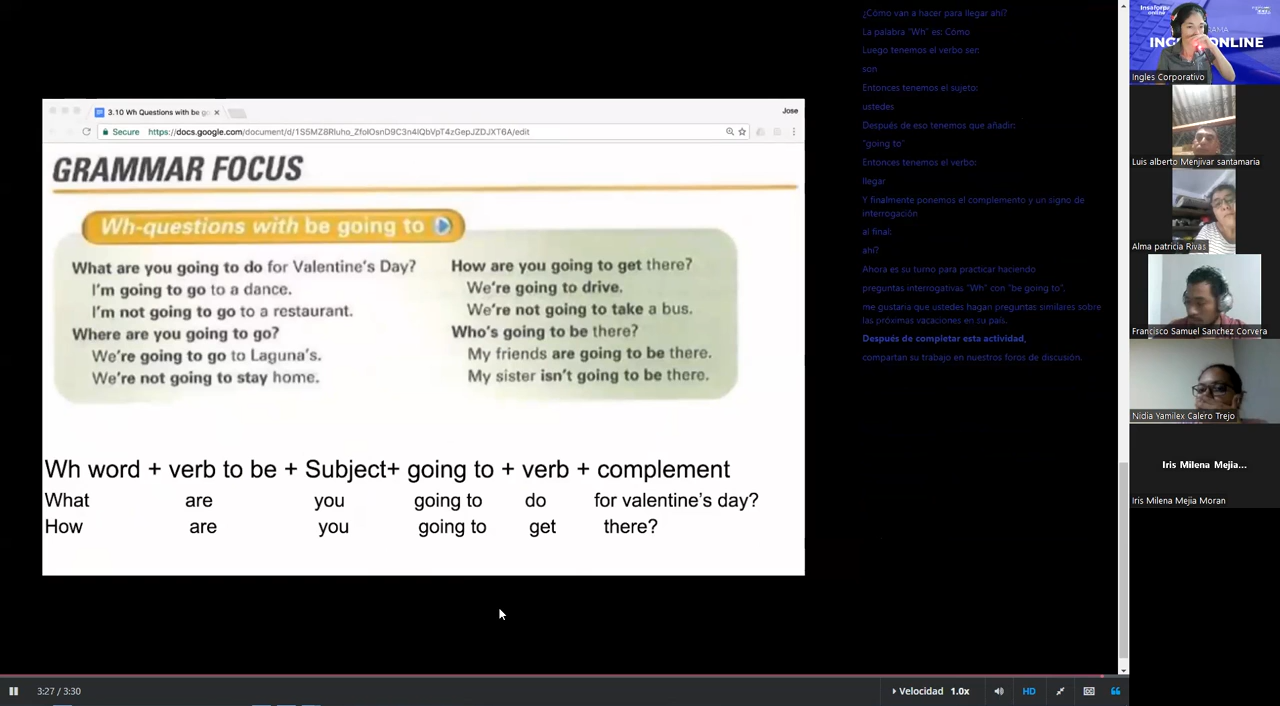 3.10 Wh Questions with be go
Jose
Secure
https://docs.google.com/document/d/1S5MZ8Rluho_ZfolOsnD9C3n4lQbVpT4zGepJZDJXT6A/edit
GRAMMAR FOCUS
Wh-questions with be going to
What are you going to do for Valentine's Day?
I'm going to go to a dance.
I'm not going to go to a restaurant.
Where are you going to go?
We're going to go to Laguna's.
We're not going to stay home.
How are you going to get there?
We're going to drive.
We're not going to take a bus.
Who's going to be there?
My friends are going to be there.
My sister isn't going to be there.
Wh word + verb to be + Subject+ going to + verb + complement
What are you going to do for valentine's day?
How are you going to get there?
3:27 / 3:30
Velocidad 1.0x
HD
¿Cómo van a hacer para llegar ahí?
La palabra "Wh" es: Cómo
Luego tenemos el verbo ser:
son
Entonces tenemos el sujeto:
ustedes
Después de eso tenemos que añadir:
"going to"
Entonces tenemos el verbo:
llegar
Y finalmente ponemos el complemento y un signo de
interrogación
al final:
ahí?
Ahora es su turno para practicar haciendo
preguntas interrogativas "Wh" con "be going to",
me gustaría que ustedes hagan preguntas similares sobre
las próximas vacaciones en su país.
Después de completar esta actividad,
compartan su trabajo en nuestros foros de discusión.
Ingles Corporativo
Luis alberto Menjivar santamaria
Alma patricia Rivas
Francisco Samuel Sanchez Corvera
Nidia Yamilex Calero Trejo
Iris Milena Mejia...
Iris Milena Mejia Moran